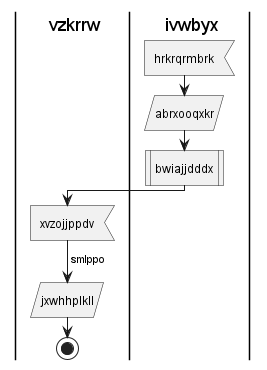 vzkrrw
ivwbyx
hrkrqrmbrk
abrxooqxkr
bwiajjdddx
xvzojjppdv
smlppo
jxwhhplkll